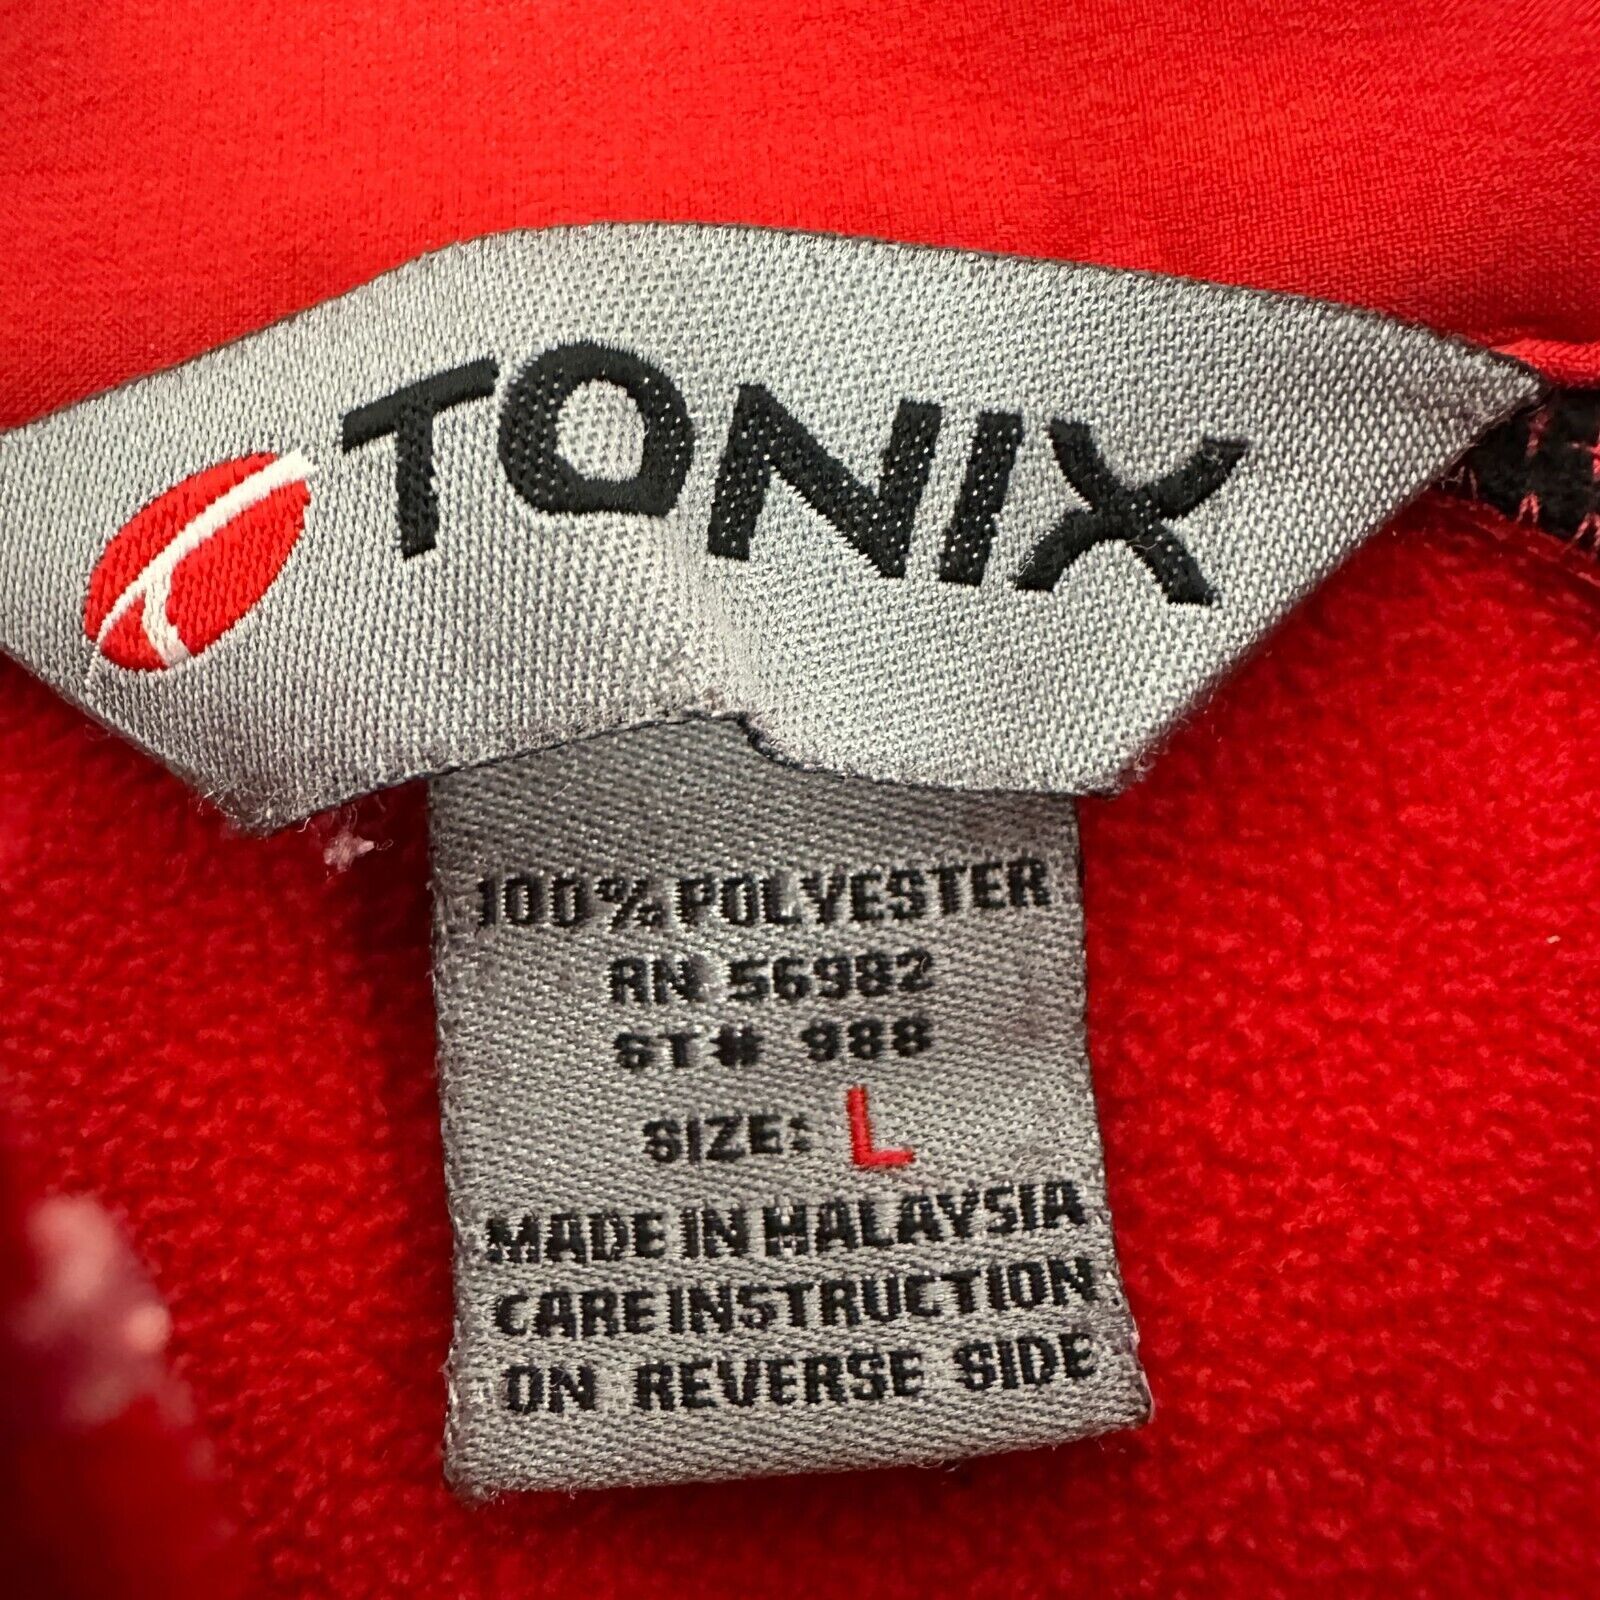 TONIX
100% POLYESTER
RN 56982
ST# 988
SIZE: L
MADE IN MALAYSIA
CARE INSTRUCTION
ON REVERSE SIDE